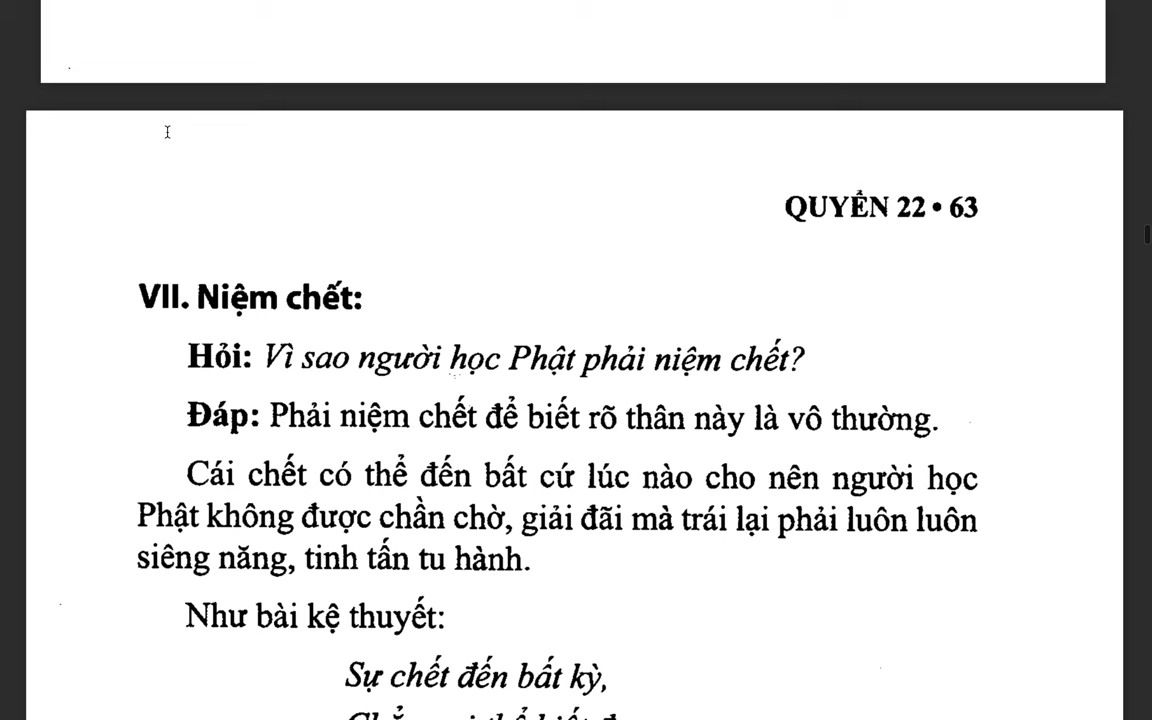 QUYỂN 22 • 63
VII. Niệm chết:
Hỏi: Vì sao người học Phật phải niệm chết?
Đáp: Phải niệm chết để biết rõ thân này là vô thường.
Cái chết có thể đến bất cứ lúc nào cho nên người học
Phật không được chần chờ, giải đãi mà trái lại phải luôn luôn
siêng năng, tinh tấn tu hành.
Như bài kệ thuyết:
Sự chết đến bất kỳ,